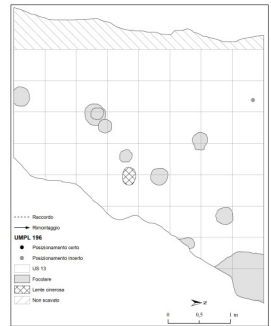 Raccordo
Rimontaggio
UMPL 196
Posizionamento certo
Posizionamento incerto
US 13
Focolare
Lente cinerosa
Non scavato
z
0 0,5 1 m